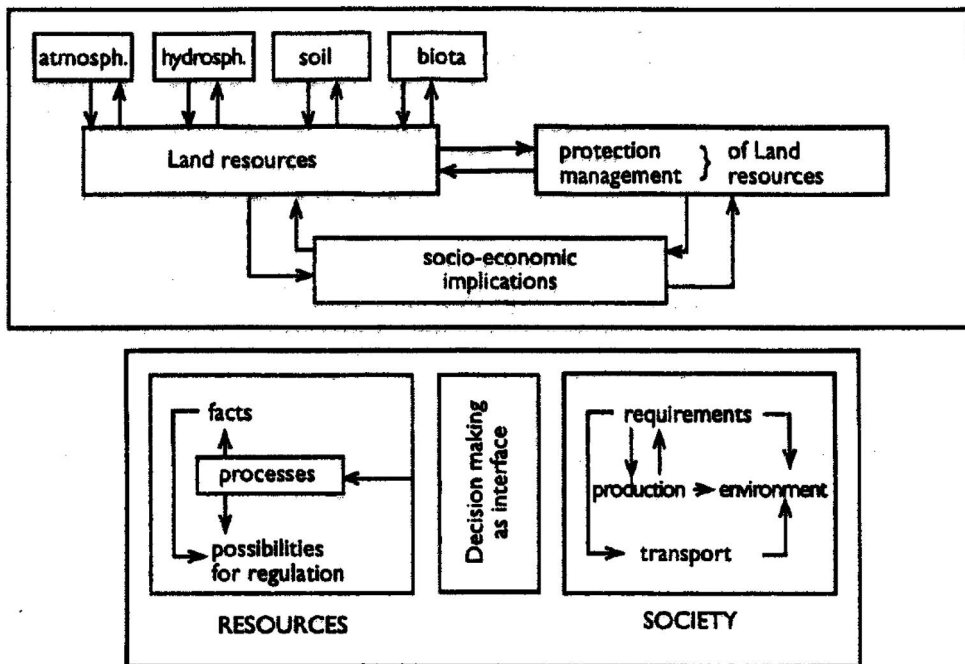 atmosph.
hydrosph.
soil
biota
Land resources
protection
management
} of Land
resources
socio-economic
implications
facts
processes
possibilities
for regulation
RESOURCES
Decision making
as interface
requirements
production
environment
transport
SOCIETY